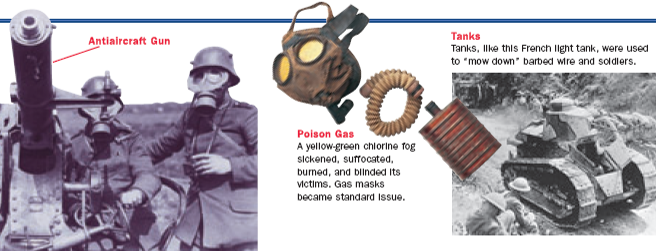 Antiaircraft Gun
Poison Gas
A yellow-green chlorine fog
sickened, suffocated,
burned, and blinded its
victims. Gas masks
became standard issue.
Tanks
Tanks, like this French light tank, were used
to "mow down" barbed wire and soldiers.